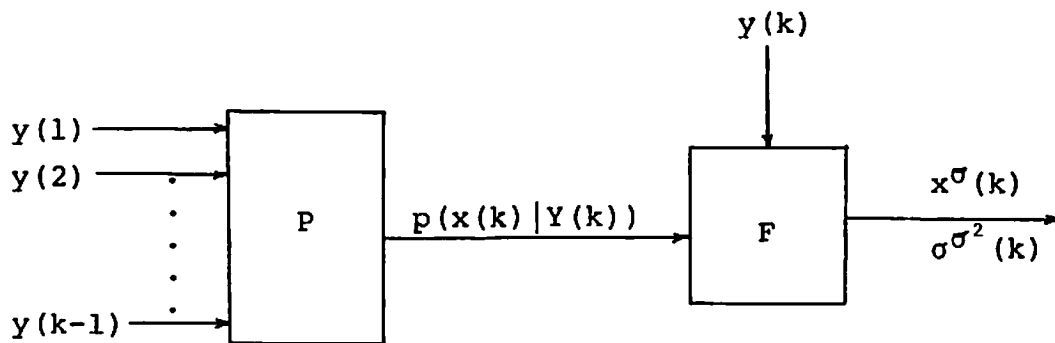 y(k)
y(1)
y(2)
P
p(x(k)|Y(k))
F
x^σ(k)
σ^σ²(k)
y(k-1)